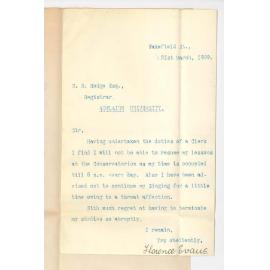 Wakefield St.,
31st March, 1909.
C. R. Hodge Esq.,
Registrar,
ADELAIDE UNIVERSITY.
Sir,
Having undertaken the duties of a Clerk
I find I will not be able to resume my lessons
at the Conservatorium as my time is occupied
till 6 p.m. every day. Also I have been ad-
vised not to continue my singing for a little
time owing to a throat affection.
With much regret at having to terminate
my studies so abruptly,
I remain,
obediently,
Florence Evans